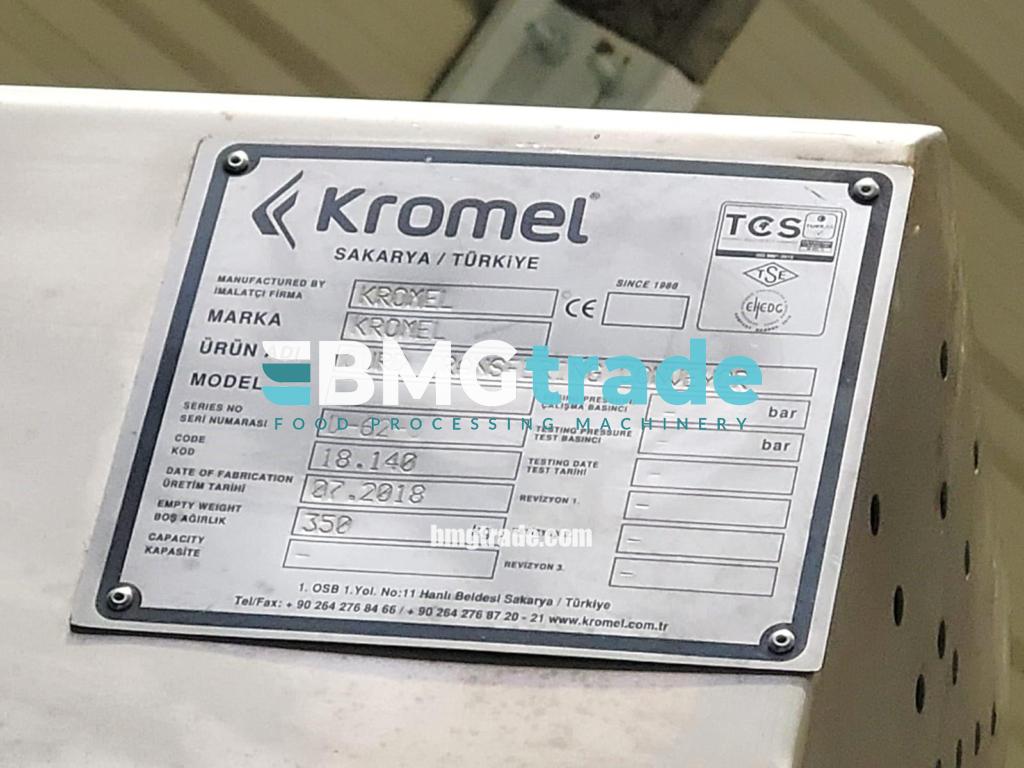 Kromel®
SAKARYA / TÜRKİYE
TCS
TÜRKAK
TSE
EHEDG
MANUFACTURED BY
İMALATÇI FİRMA
KROMEL
CE
SINCE 1980
MARKA
KROMEL
ÜRÜN
BMGtrade
FOOD PROCESSING MACHINERY
MODEL
ÇALIŞMA BASINCI
bar
SERIES NO
SERİ NUMARASI
TESTING PRESSURE
TEST BASINCI
bar
CODE
KOD
18.140
TESTING DATE
TEST TARİHİ
–
DATE OF FABRICATION
ÜRETİM TARİHİ
07.2018
REVİZYON 1.
–
EMPTY WEIGHT
BOŞ AĞIRLIK
350
bmgtrade.com
–
CAPACITY
KAPASİTE
–
REVİZYON 3.
–
1. OSB 1.Yol. No:11 Hanlı Beldesi Sakarya / Türkiye
Tel/Fax: + 90 264 276 84 66 / + 90 264 276 87 20 - 21 www.kromel.com.tr